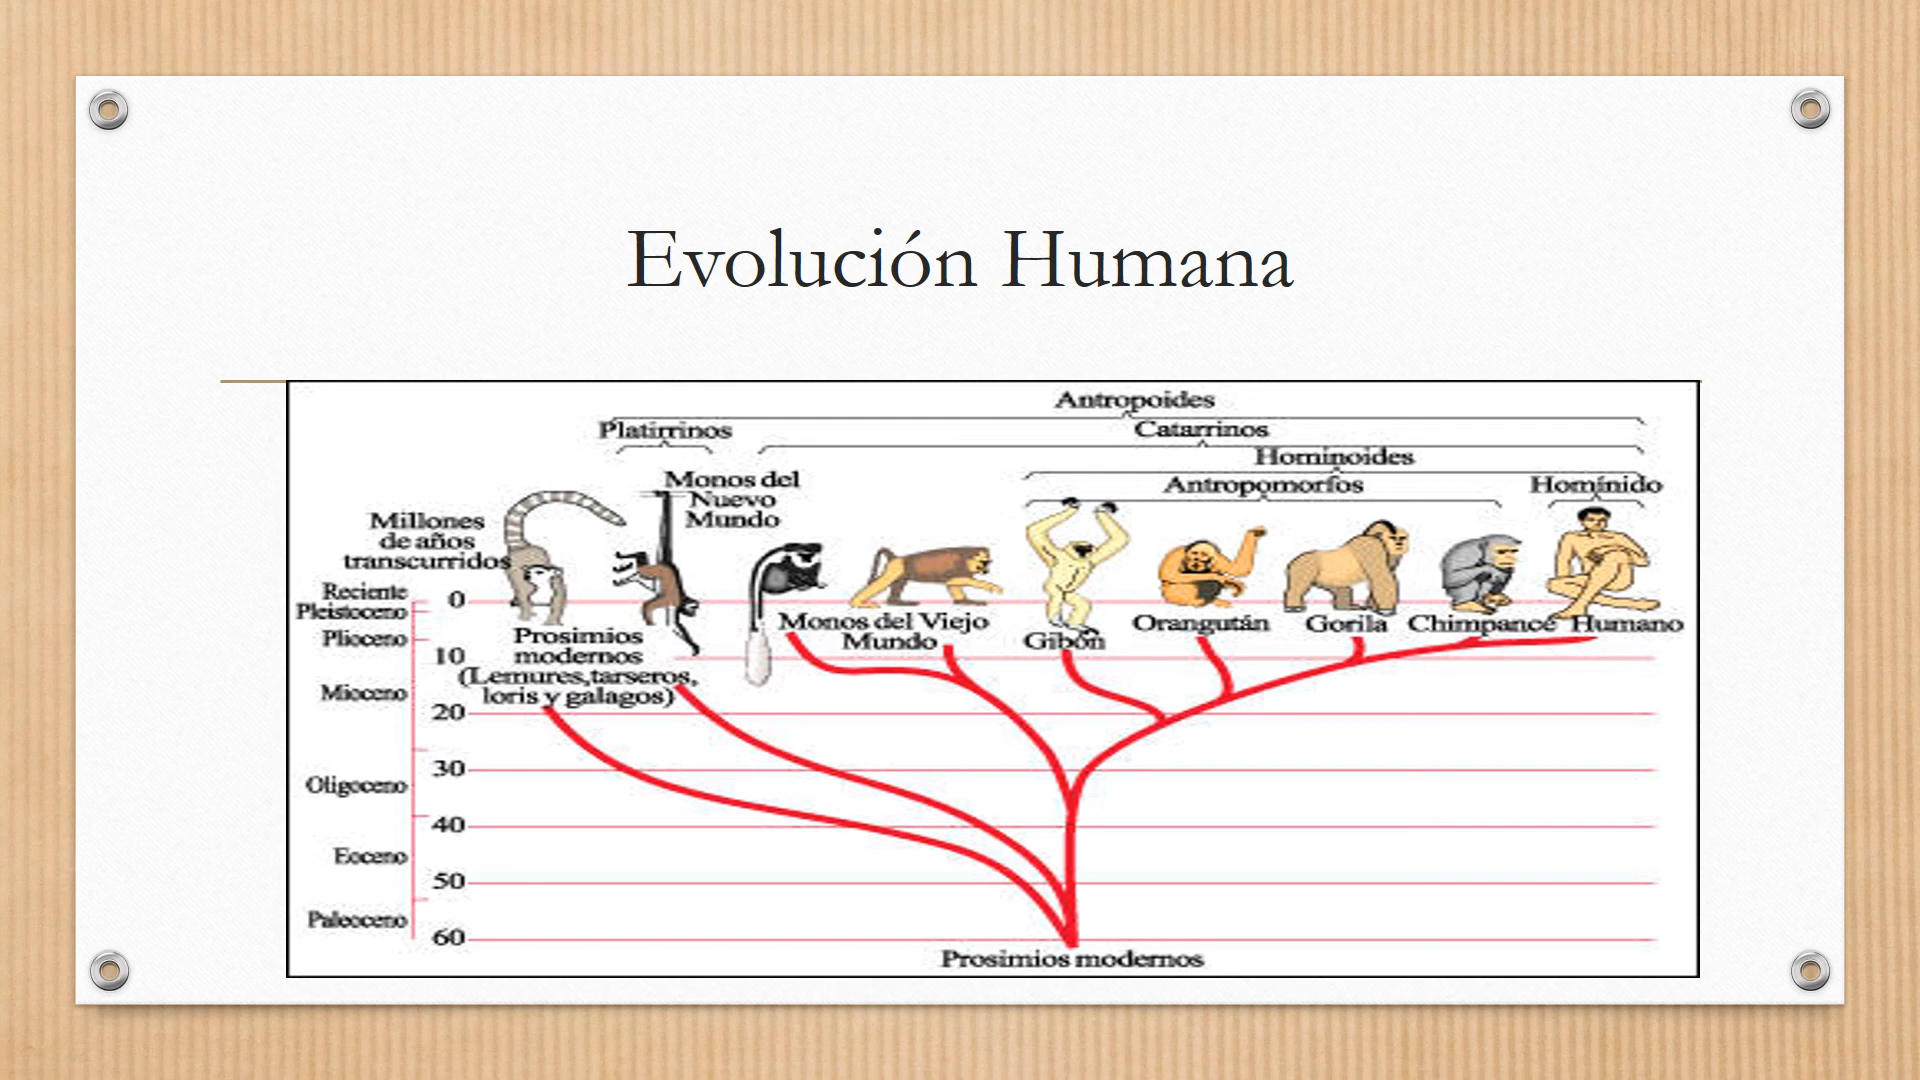 Evolución Humana
Antropoides
Platirrinos
Catarrinos
Hominoides
Antropomorfos
Homínido
Monos del
Nuevo
Mundo
Millones
de años
transcurridos
Reciente
Pleistoceno
Plioceno
Mioceno
Oligoceno
Eoceno
Paleoceno
0
10
20
30
40
50
60
Prosimios
modernos
(Lemures,tarseros,
loris y galagos)
Monos del Viejo
Mundo
Gibón
Orangután
Gorila
Chimpancé
Humano
Prosimios modernos